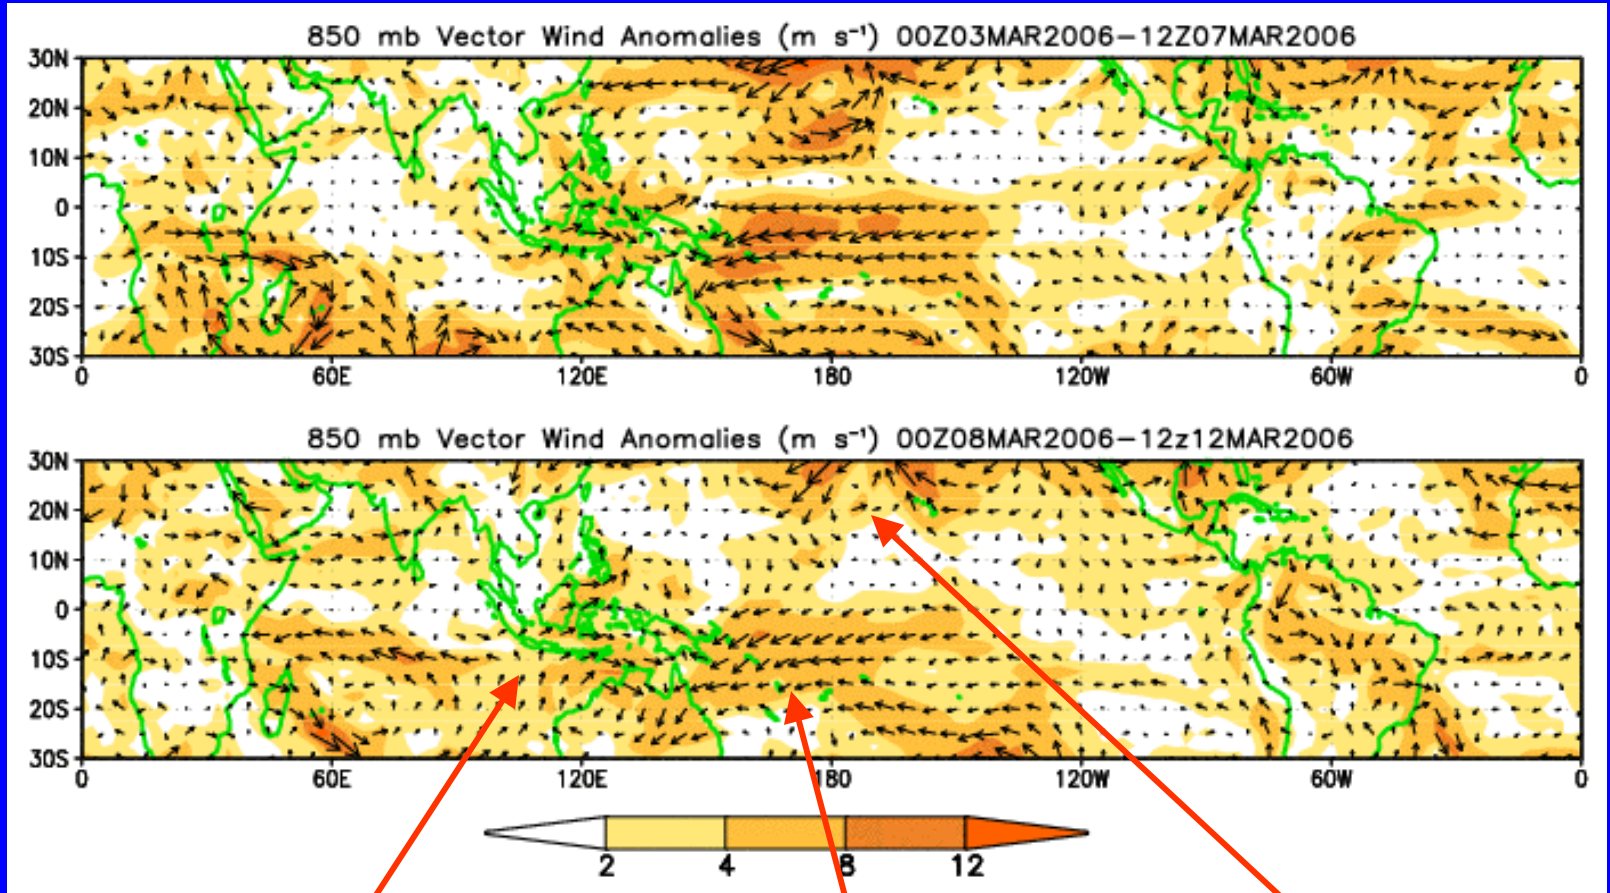 850 mb Vector Wind Anomalies (m s⁻¹) 00Z03MAR2006–12Z07MAR2006
30N
20N
10N
0
10S
20S
30S
0 60E 120E 180 120W 60W 0
850 mb Vector Wind Anomalies (m s⁻¹) 00Z08MAR2006–12z12MAR2006
30N
20N
10N
0
10S
20S
30S
0 60E 120E 180 120W 60W 0
2 4 8 12